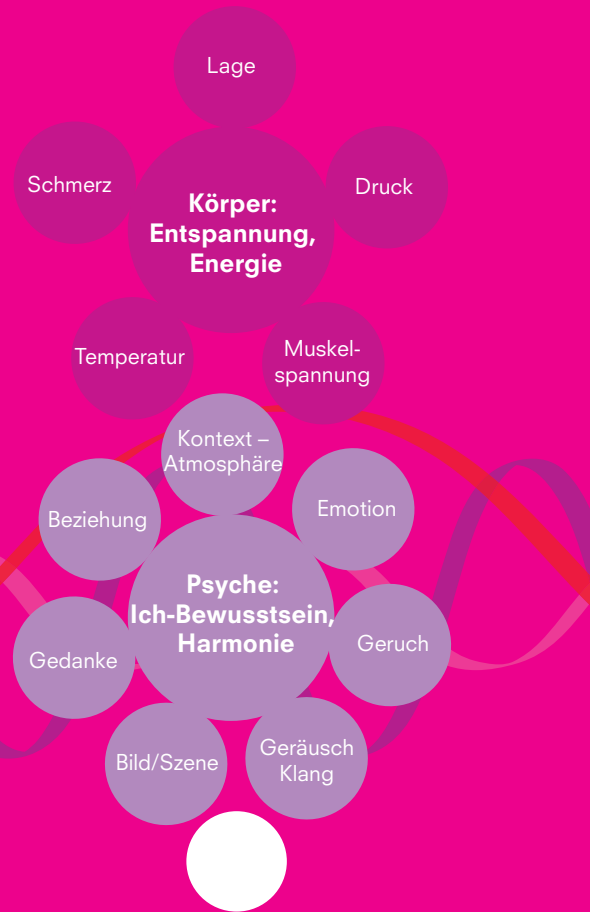 Lage
Schmerz
Druck
Körper:
Entspannung,
Energie
Temperatur
Muskel-
spannung
Kontext –
Atmosphäre
Beziehung
Emotion
Psyche:
Ich-Bewusstsein,
Harmonie
Gedanke
Geruch
Bild/Szene
Geräusch
Klang